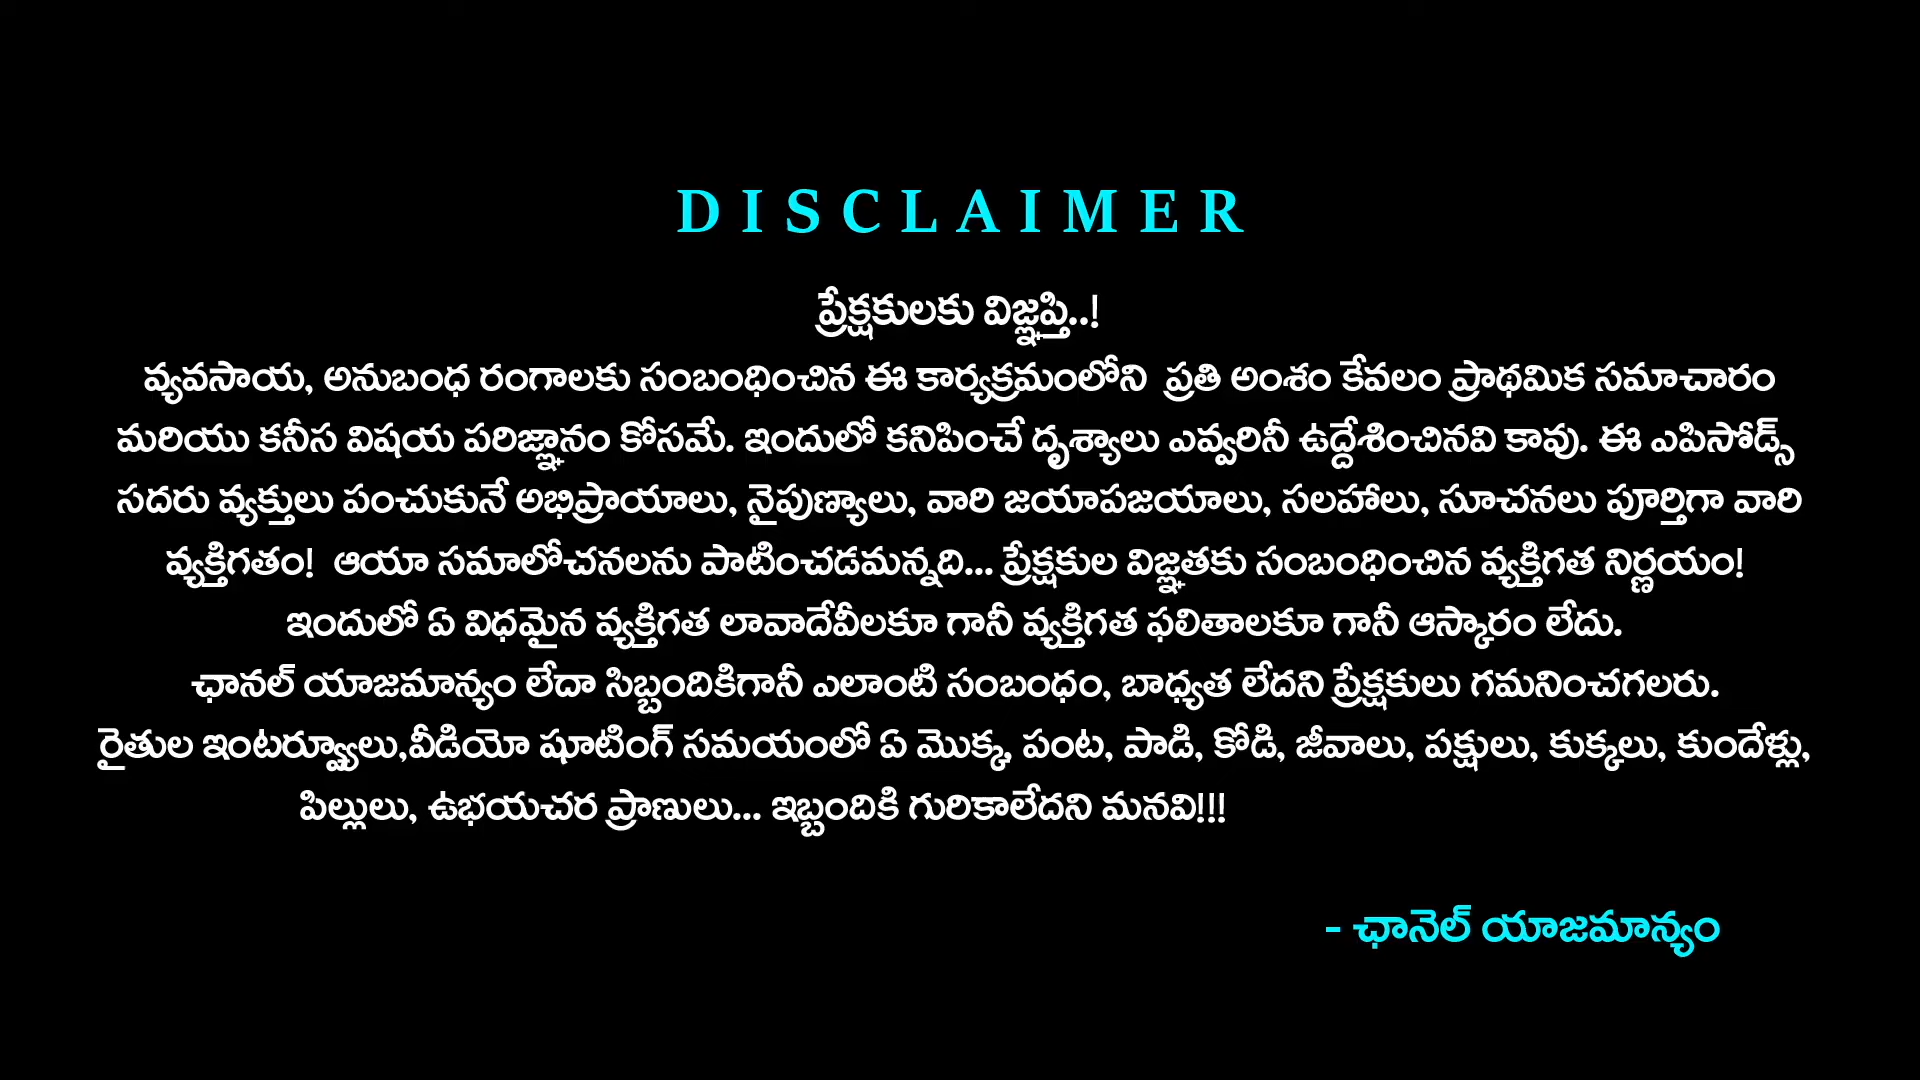 DISCLAIMER
ప్రేక్షకులకు విజ్ఞప్తి..!
వ్యవసాయ, అనుబంధ రంగాలకు సంబంధించిన ఈ కార్యక్రమంలోని ప్రతి అంశం కేవలం ప్రాథమిక సమాచారం
మరియు కనీస విషయ పరిజ్ఞానం కోసమే. ఇందులో కనిపించే దృశ్యాలు ఎవ్వరినీ ఉద్దేశించినవి కావు. ఈ ఎపిసోడ్స్
సదరు వ్యక్తులు పంచుకునే అభిప్రాయాలు, నైపుణ్యాలు, వారి జయాపజయాలు, సలహాలు, సూచనలు పూర్తిగా వారి
వ్యక్తిగతం! ఆయా సమాలోచనలను పాటించడమన్నది... ప్రేక్షకుల విజ్ఞతకు సంబంధించిన వ్యక్తిగత నిర్ణయం!
ఇందులో ఏ విధమైన వ్యక్తిగత లావాదేవీలకూ గానీ వ్యక్తిగత ఫలితాలకూ గానీ ఆస్కారం లేదు.
ఛానల్ యాజమాన్యం లేదా సిబ్బందికిగానీ ఎలాంటి సంబంధం, బాధ్యత లేదని ప్రేక్షకులు గమనించగలరు.
రైతుల ఇంటర్వ్యూలు,వీడియో షూటింగ్ సమయంలో ఏ మొక్క, పంట, పాడి, కోడి, జీవాలు, పక్షులు, కుక్కలు, కుందేళ్లు,
పిల్లులు, ఉభయచర ప్రాణులు... ఇబ్బందికి గురికాలేదని మనవి!!!
- ఛానెల్ యాజమాన్యం